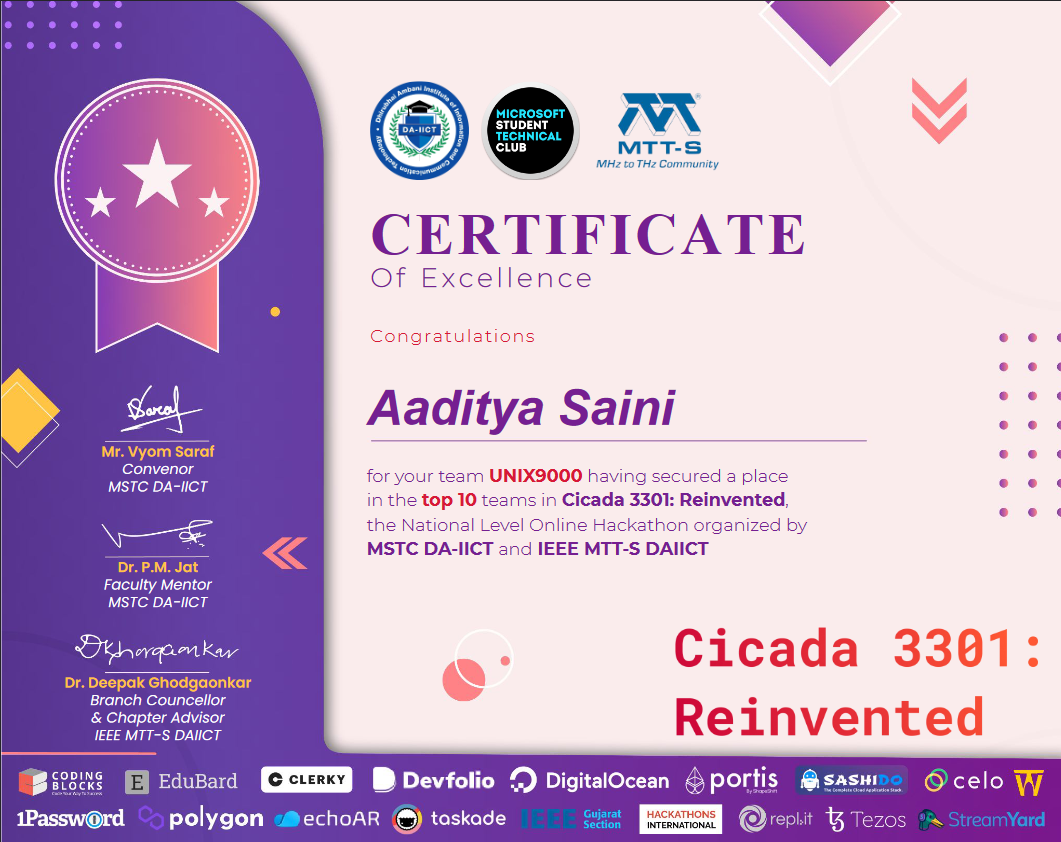 Dhirubhai Ambani Institute of Information and Communication Technology
DA-IICT
MICROSOFT
STUDENT
TECHNICAL
CLUB
MTT-S
MHz to THz Community
CERTIFICATE
Of Excellence
Congratulations
Aaditya Saini
for your team UNIX9000 having secured a place
in the top 10 teams in Cicada 3301: Reinvented,
the National Level Online Hackathon organized by
MSTC DA-IICT and IEEE MTT-S DAIICT
Mr. Vyom Saraf
Convenor
MSTC DA-IICT
Dr. P.M. Jat
Faculty Mentor
MSTC DA-IICT
Dr. Deepak Ghodgaonkar
Branch Councellor
& Chapter Advisor
IEEE MTT-S DAIICT
Cicada 3301:
Reinvented
CODING
BLOCKS
Code Your Way To Success
E EduBard
CLERKY
Devfolio
DigitalOcean
portis
By ShapeShift
SASHIDO
The Complete Cloud Application Stack
celo
1Password
polygon
echoAR
taskade
IEEE Gujarat
Section
HACKATHONS
INTERNATIONAL
repl.it
Tezos
StreamYard